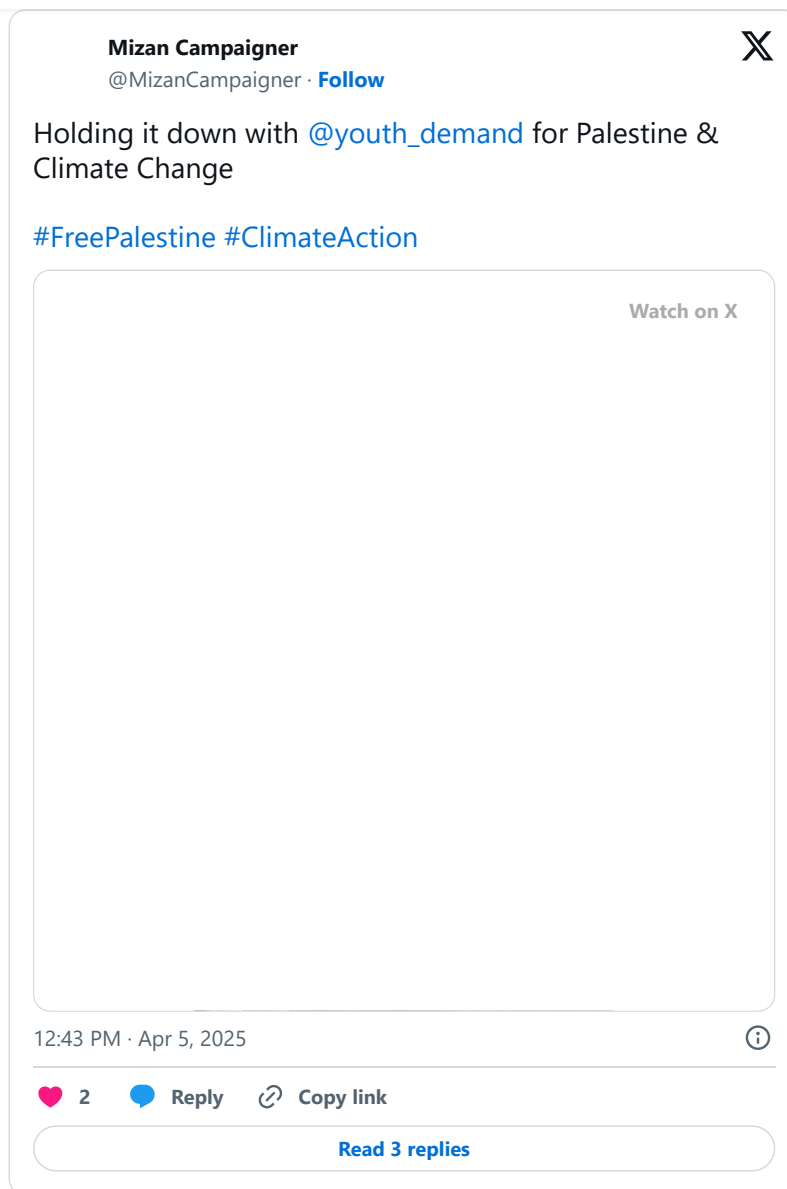 Mizan Campaigner
@MizanCampaigner · Follow
Holding it down with @youth_demand for Palestine &
Climate Change
#FreePalestine #ClimateAction
Watch on X
12:43 PM · Apr 5, 2025
2 Reply Copy link
Read 3 replies